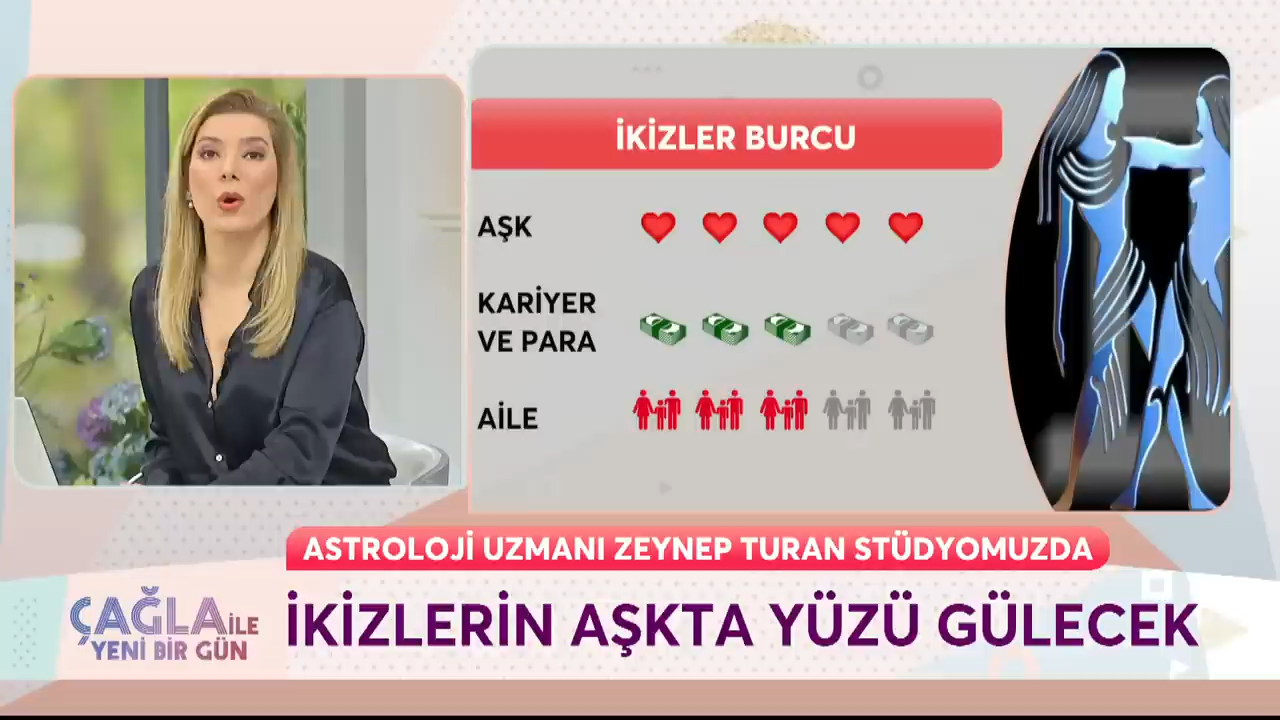 İKİZLER BURCU
AŞK
KARİYER
VE PARA
AİLE
ASTROLOJİ UZMANI ZEYNEP TURAN STÜDYOMUZDA
ÇAĞLA İLE
YENİ BİR GÜN
İKİZLERİN AŞKTA YÜZÜ GÜLECEK